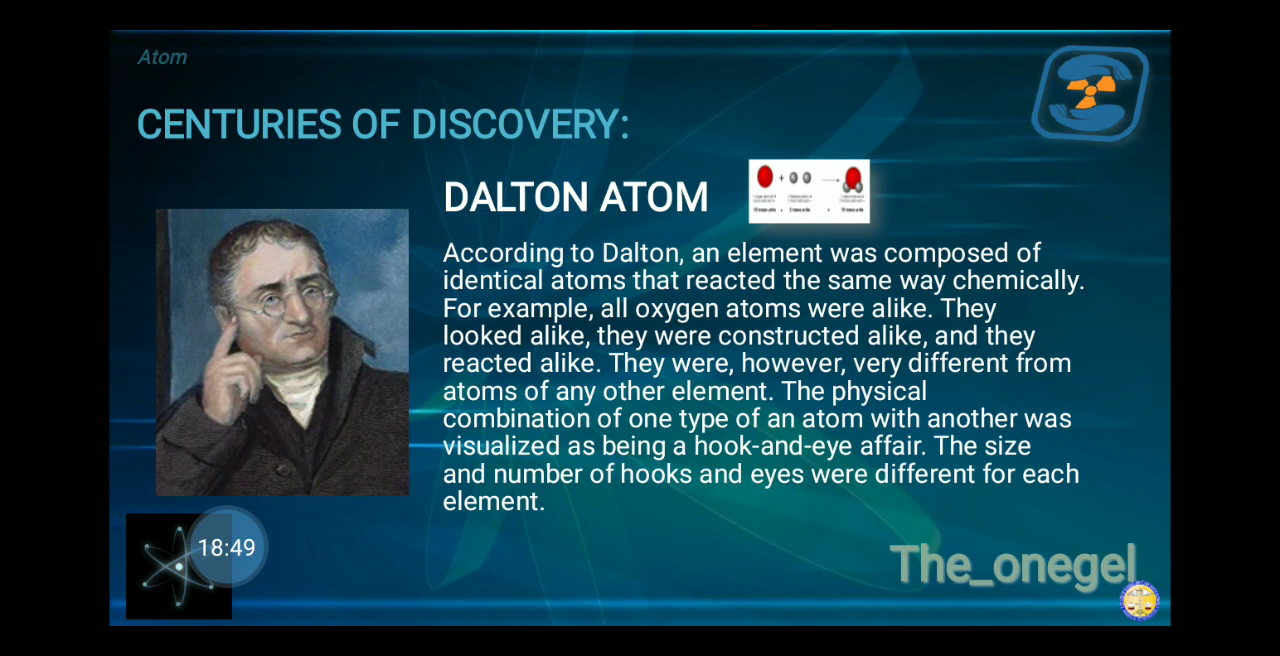 Atom
CENTURIES OF DISCOVERY:
DALTON ATOM
According to Dalton, an element was composed of
identical atoms that reacted the same way chemically.
For example, all oxygen atoms were alike. They
looked alike, they were constructed alike, and they
reacted alike. They were, however, very different from
atoms of any other element. The physical
combination of one type of an atom with another was
visualized as being a hook-and-eye affair. The size
and number of hooks and eyes were different for each
element.
18:49
The_onegel